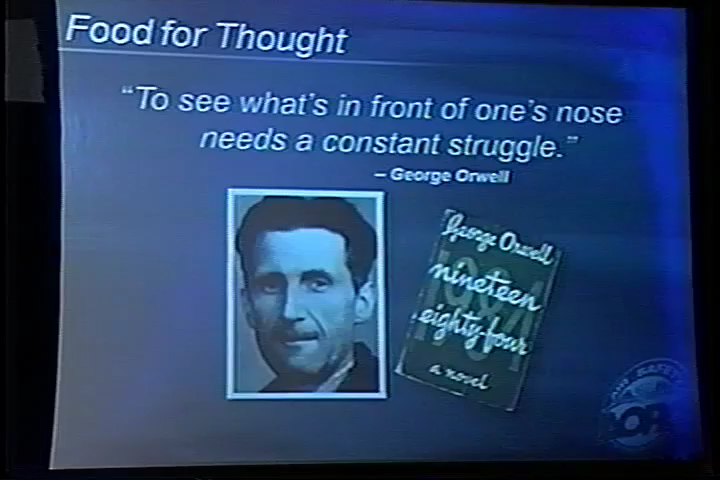 Food for Thought
“To see what’s in front of one’s nose
needs a constant struggle.”
– George Orwell
George Orwell
1984
nineteen
eighty-four
a novel